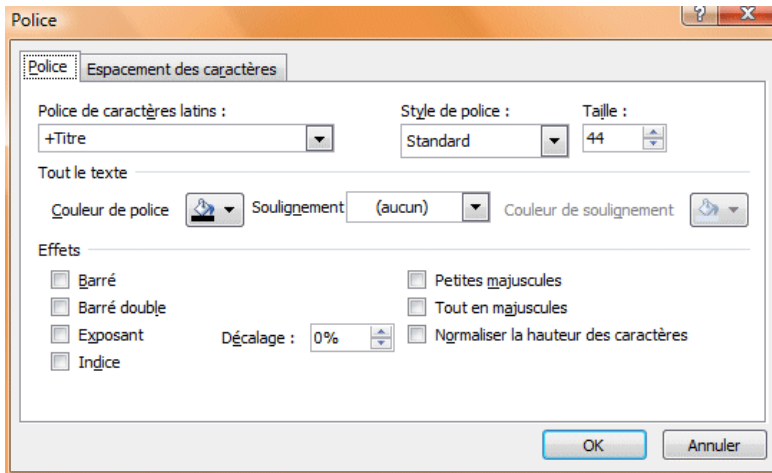 Police
? X
Police Espacement des caractères
Police de caractères latins : Style de police : Taille :
+Titre Standard 44
Tout le texte
Couleur de police Soulignement (aucun) Couleur de soulignement
Effets
Barré Petites majuscules
Barré double Tout en majuscules
Exposant Décalage : 0% Normaliser la hauteur des caractères
Indice
OK Annuler